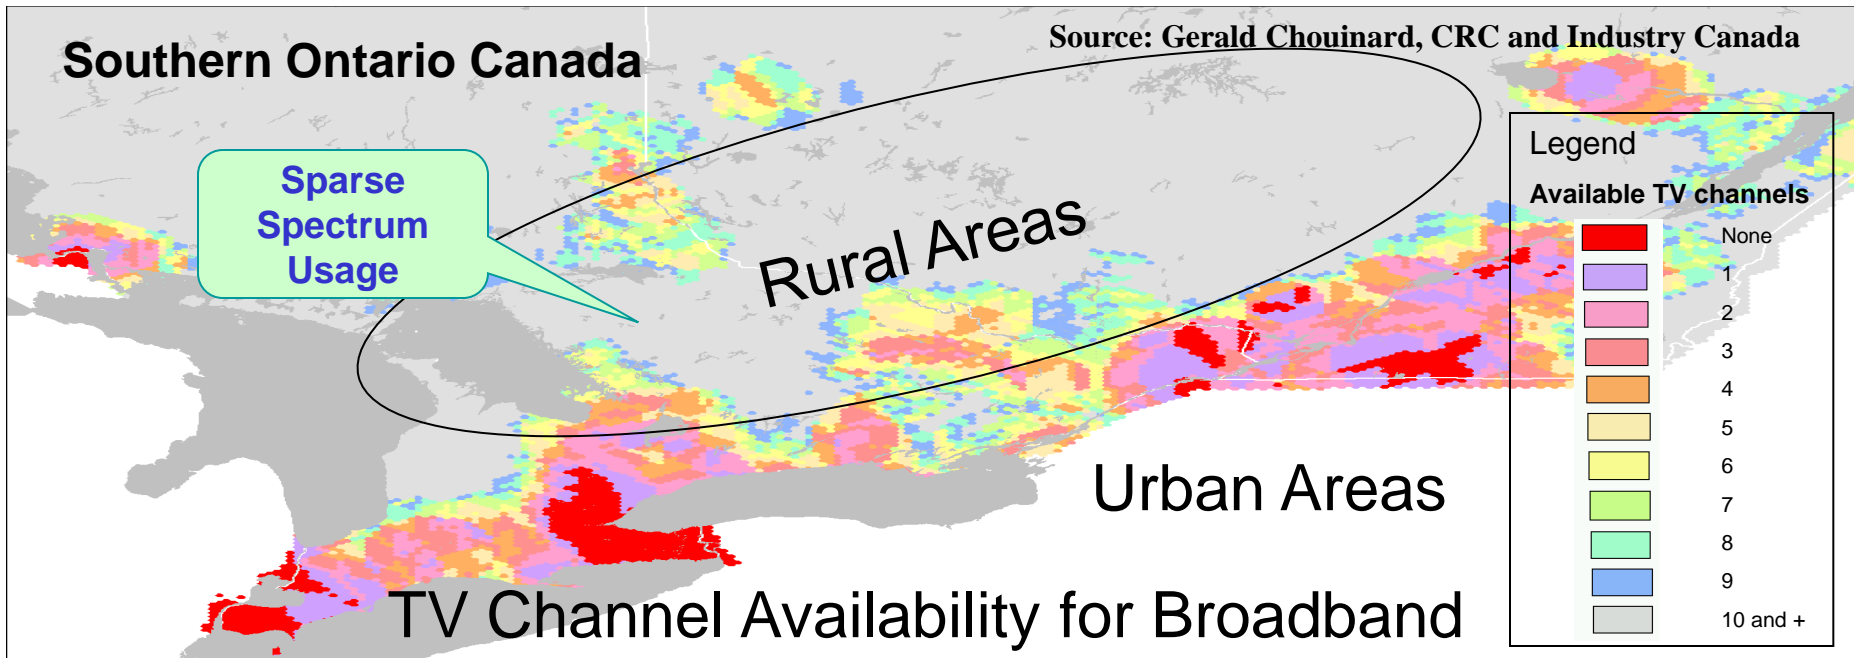 Southern Ontario Canada
Source: Gerald Chouinard, CRC and Industry Canada
Sparse
Spectrum
Usage
Rural Areas
Urban Areas
TV Channel Availability for Broadband
Legend
Available TV channels
None
1
2
3
4
5
6
7
8
9
10 and +